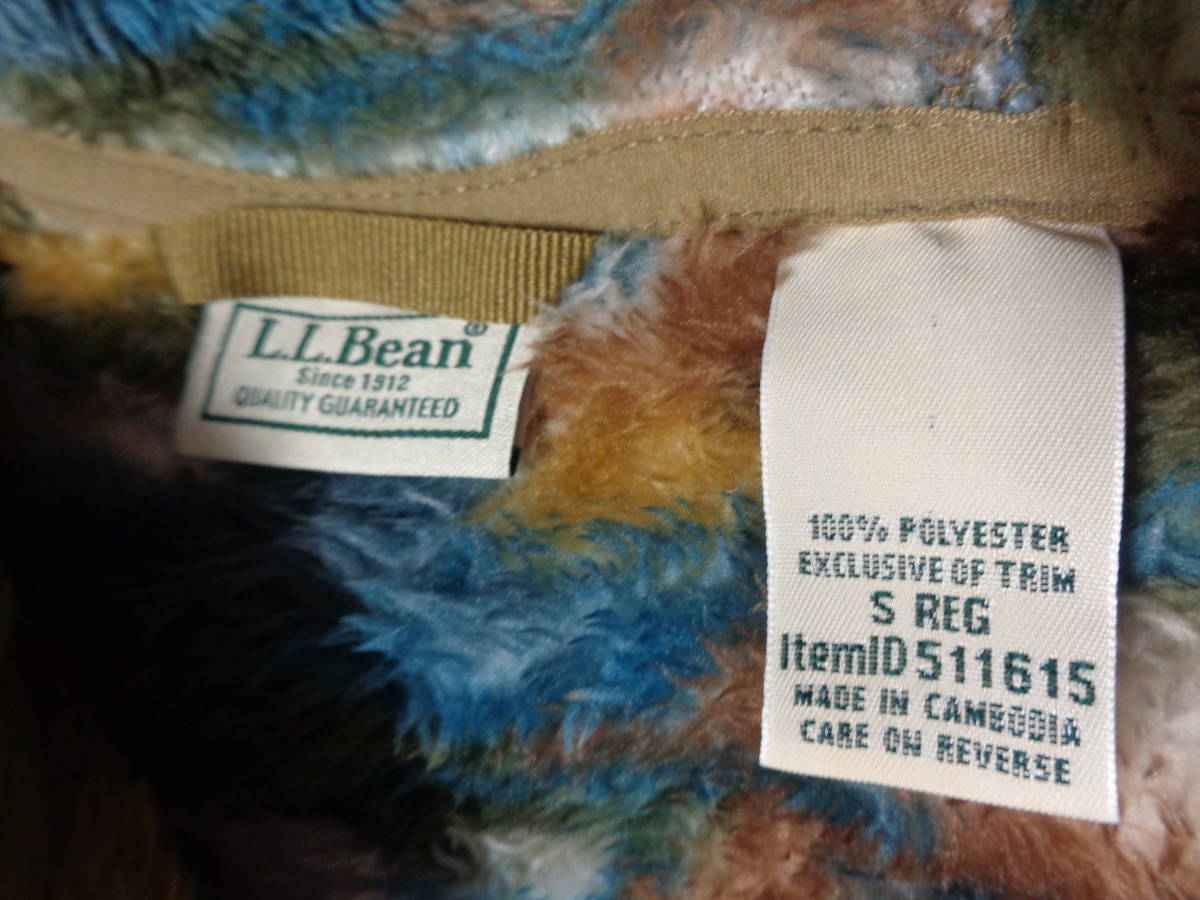 L.L.Bean®
Since 1912
QUALITY GUARANTEED
100% POLYESTER
EXCLUSIVE OF TRIM
S REG
ItemID 511615
MADE IN CAMBODIA
CARE ON REVERSE